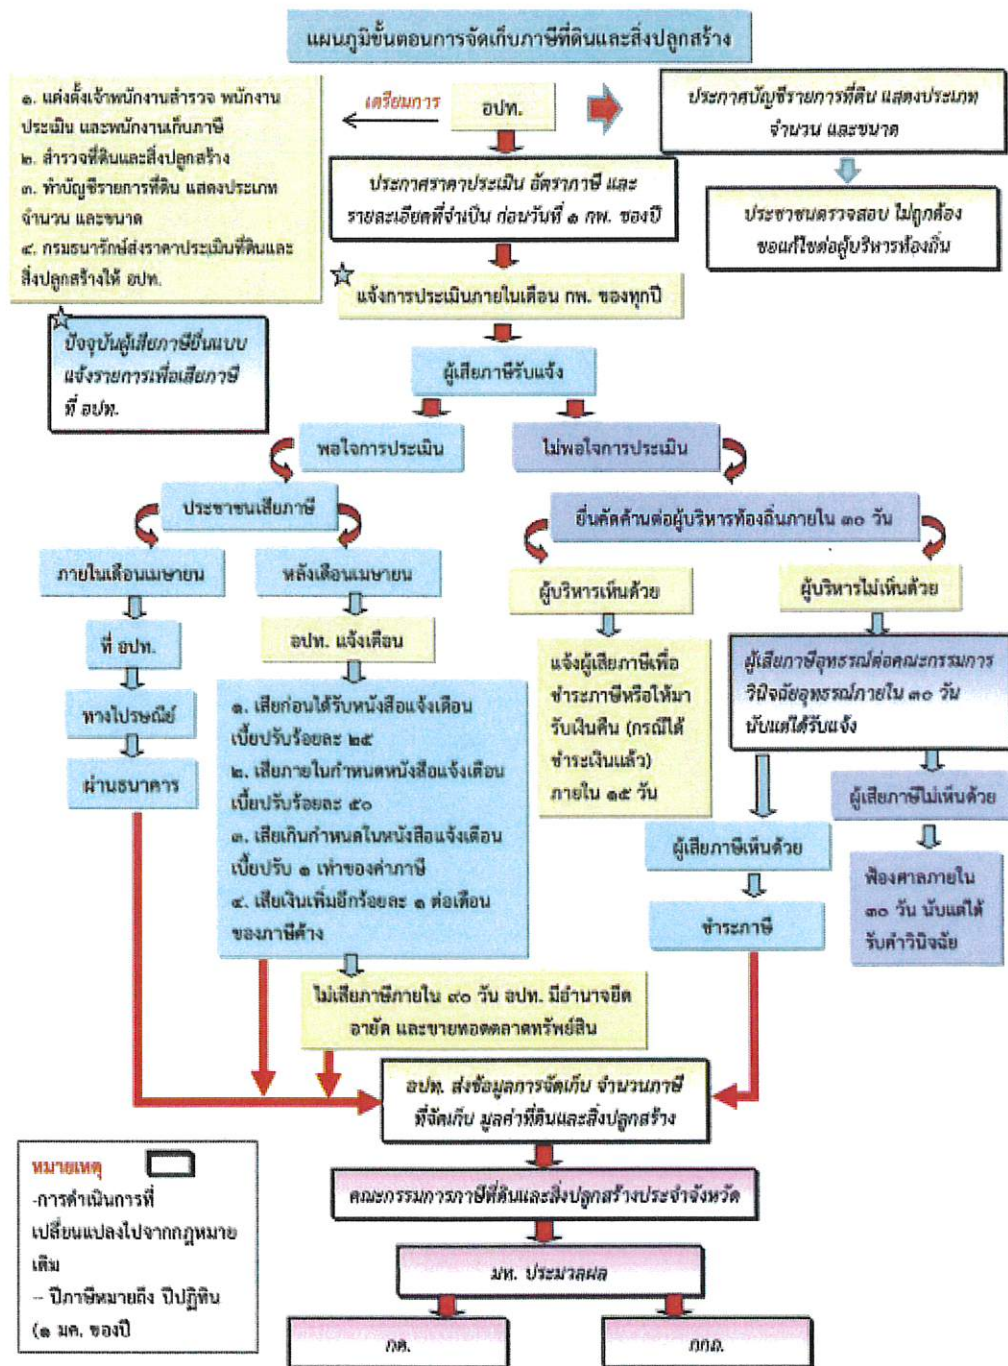 แผนภูมิขั้นตอนการจัดเก็บภาษีที่ดินและสิ่งปลูกสร้าง
๑. แต่งตั้งเจ้าพนักงานสำรวจ พนักงาน
ประเมิน และพนักงานเก็บภาษี
๒. สำรวจที่ดินและสิ่งปลูกสร้าง
๓. ทำบัญชีรายการที่ดิน แสดงประเภท
จำนวน และขนาด
๔. กรมธนารักษ์ส่งราคาประเมินที่ดินและ
สิ่งปลูกสร้างให้ อปท.
เตรียมการ
อปท.
ประกาศบัญชีรายการที่ดิน แสดงประเภท
จำนวน และขนาด
ประกาศราคาประเมิน อัตราภาษี และ
รายละเอียดที่จำเป็น ก่อนวันที่ ๑ กพ. ของปี
ประชาชนตรวจสอบ ไม่ถูกต้อง
ขอแก้ไขต่อผู้บริหารท้องถิ่น
แจ้งการประเมินภายในเดือน กพ. ของทุกปี
ปัจจุบันผู้เสียภาษียื่นแบบ
แจ้งรายการเพื่อเสียภาษี
ที่ อปท.
ผู้เสียภาษีรับแจ้ง
พอใจการประเมิน
ไม่พอใจการประเมิน
ประชาชนเสียภาษี
ยื่นคัดค้านต่อผู้บริหารท้องถิ่นภายใน ๓๐ วัน
ภายในเดือนเมษายน
หลังเดือนเมษายน
ผู้บริหารเห็นด้วย
ผู้บริหารไม่เห็นด้วย
ที่ อปท.
ทางไปรษณีย์
ผ่านธนาคาร
อปท. แจ้งเตือน
๑. เสียก่อนได้รับหนังสือแจ้งเตือน
เบี้ยปรับร้อยละ ๒๕
๒. เสียภายในกำหนดหนังสือแจ้งเตือน
เบี้ยปรับร้อยละ ๕๐
๓. เสียเกินกำหนดในหนังสือแจ้งเตือน
เบี้ยปรับ ๑ เท่าของค่าภาษี
๔. เสียเงินเพิ่มอีกร้อยละ ๑ ต่อเดือน
ของภาษีค้าง
แจ้งผู้เสียภาษีเพื่อ
ชำระภาษีหรือให้มา
รับเงินคืน (กรณีได้
ชำระเงินแล้ว)
ภายใน ๑๕ วัน
ผู้เสียภาษีอุทธรณ์ต่อคณะกรรมการ
วินิจฉัยอุทธรณ์ภายใน ๓๐ วัน
นับแต่ได้รับแจ้ง
ผู้เสียภาษีไม่เห็นด้วย
ผู้เสียภาษีเห็นด้วย
ฟ้องศาลภายใน
๓๐ วัน นับแต่ได้
รับคำวินิจฉัย
ชำระภาษี
ไม่เสียภาษีภายใน ๙๐ วัน อปท. มีอำนาจยึด
อายัด และขายทอดตลาดทรัพย์สิน
อปท. ส่งข้อมูลการจัดเก็บ จำนวนภาษี
ที่จัดเก็บ มูลค่าที่ดินและสิ่งปลูกสร้าง
คณะกรรมการภาษีที่ดินและสิ่งปลูกสร้างประจำจังหวัด
มท. ประมวลผล
กค.
กกถ.
หมายเหตุ
-การดำเนินการที่
เปลี่ยนแปลงไปจากกฎหมาย
เดิม
– ปีภาษีหมายถึง ปีปฏิทิน
(๑ มค. ของปี